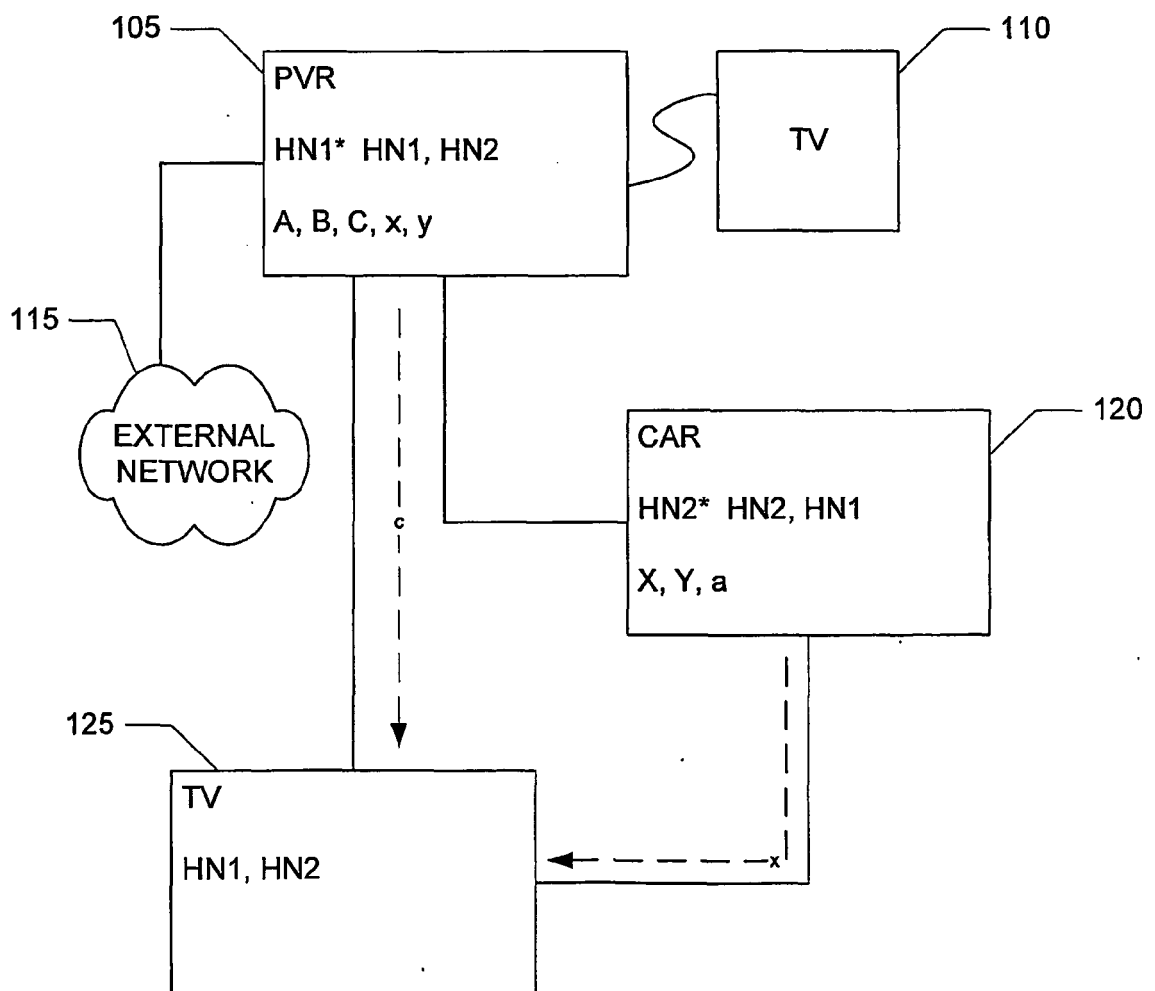 105
PVR
HN1* HN1, HN2
A, B, C, x, y
110
TV
115
EXTERNAL
NETWORK
c
120
CAR
HN2* HN2, HN1
X, Y, a
125
TV
HN1, HN2
x